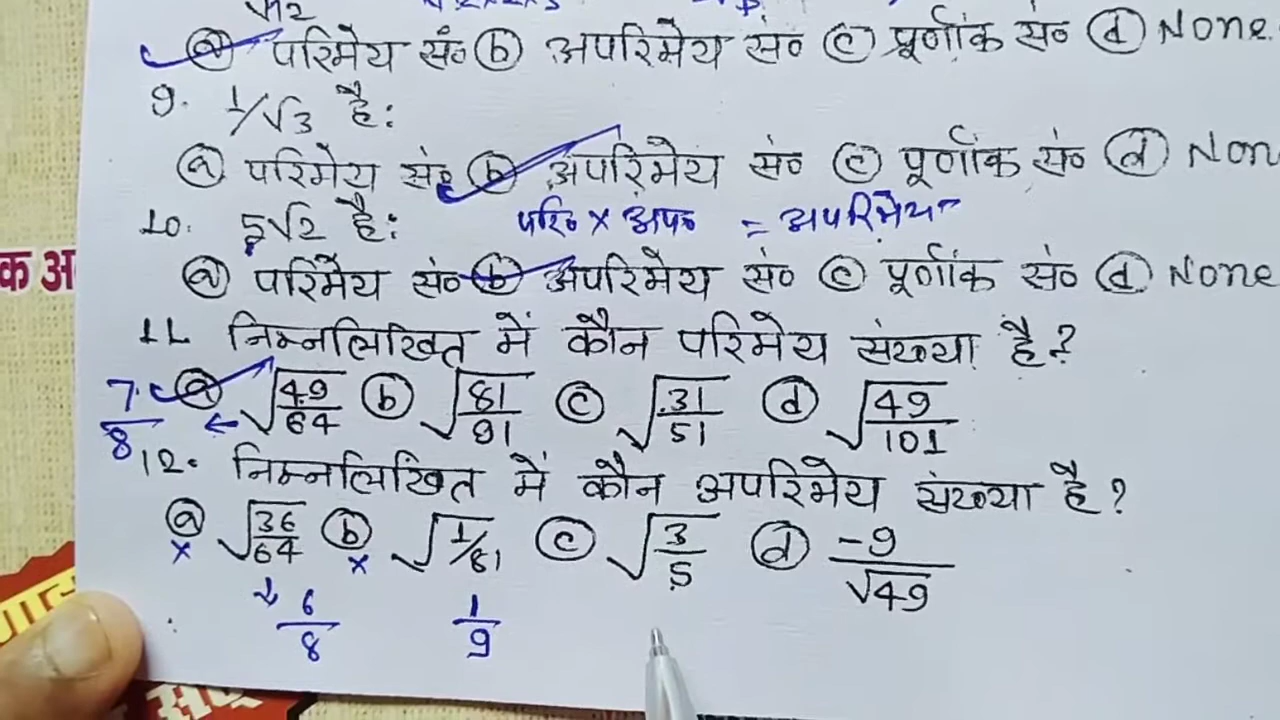 √12
ⓐ परिमेय सं० ⓑ अपरिमेय सं० ⓒ पूर्णांक सं० ⓓ None
9. 1/√3 है:
ⓐ परिमेय सं० ⓑ अपरिमेय सं० ⓒ पूर्णांक सं० ⓓ Non
10. 5√2 है: परि० × अप० = अपरिमेय
क अ
ⓐ परिमेय सं० ⓑ अपरिमेय सं० ⓒ पूर्णांक सं० ⓓ None
11. निम्नलिखित में कौन परिमेय संख्या है?
7/8 ← ⓐ √49/64 ⓑ √81/91 ⓒ √31/51 ⓓ √49/101
12. निम्नलिखित में कौन अपरिमेय संख्या है?
ⓐ √36/64 ⓑ √1/81 ⓒ √3/5 ⓓ -9/√49
× ×
6/8 1/9